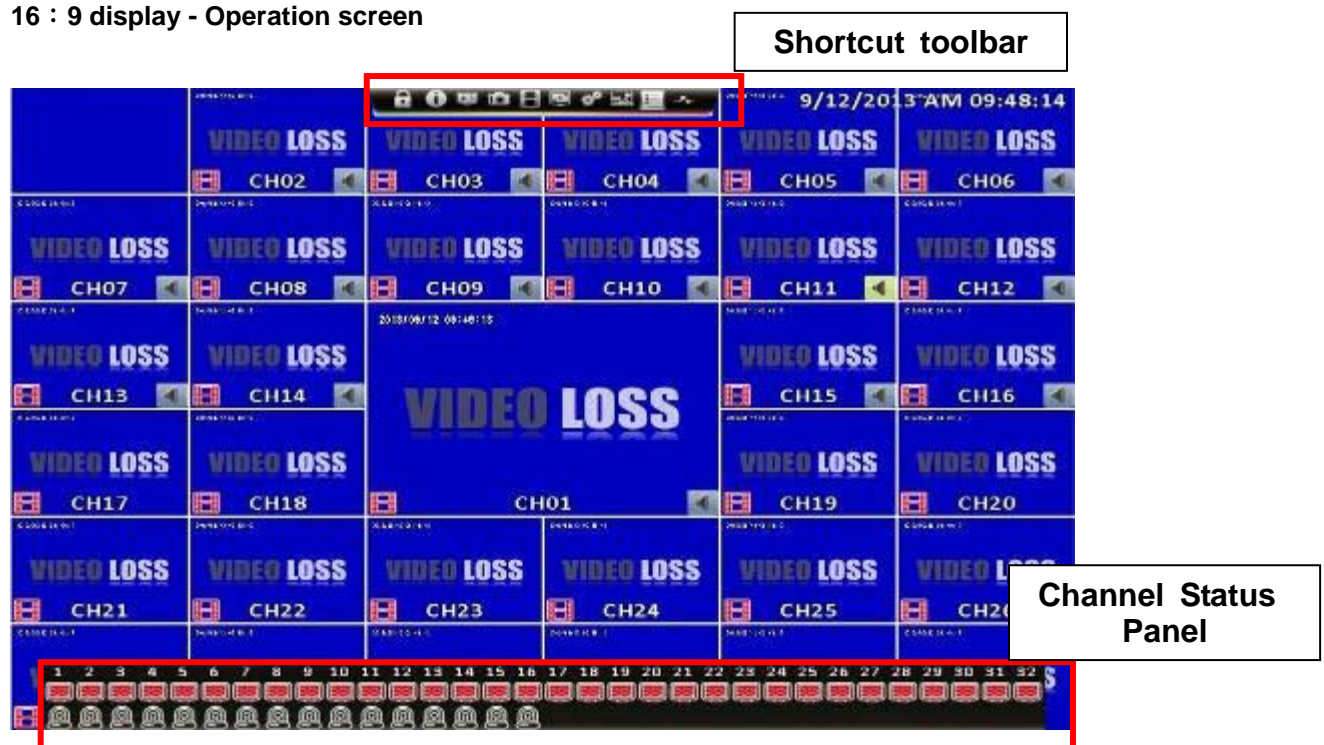 16：9 display - Operation screen
Shortcut toolbar
9/12/2013 AM 09:48:14
VIDEO LOSS VIDEO LOSS VIDEO LOSS VIDEO LOSS VIDEO LOSS
CH02 CH03 CH04 CH05 CH06
VIDEO LOSS VIDEO LOSS VIDEO LOSS VIDEO LOSS VIDEO LOSS VIDEO LOSS
CH07 CH08 CH09 CH10 CH11 CH12
2013/09/12 09:48:13
VIDEO LOSS VIDEO LOSS VIDEO LOSS VIDEO LOSS
CH13 CH14 CH15 CH16
VIDEO LOSS
VIDEO LOSS VIDEO LOSS VIDEO LOSS VIDEO LOSS
CH17 CH18 CH01 CH19 CH20
VIDEO LOSS VIDEO LOSS VIDEO LOSS VIDEO LOSS VIDEO LOSS VIDEO
CH21 CH22 CH23 CH24 CH25
Channel Status
Panel
1 2 3 4 5 6 7 8 9 10 11 12 13 14 15 16 17 18 19 20 21 22 23 24 25 26 27 28 29 30 31 32